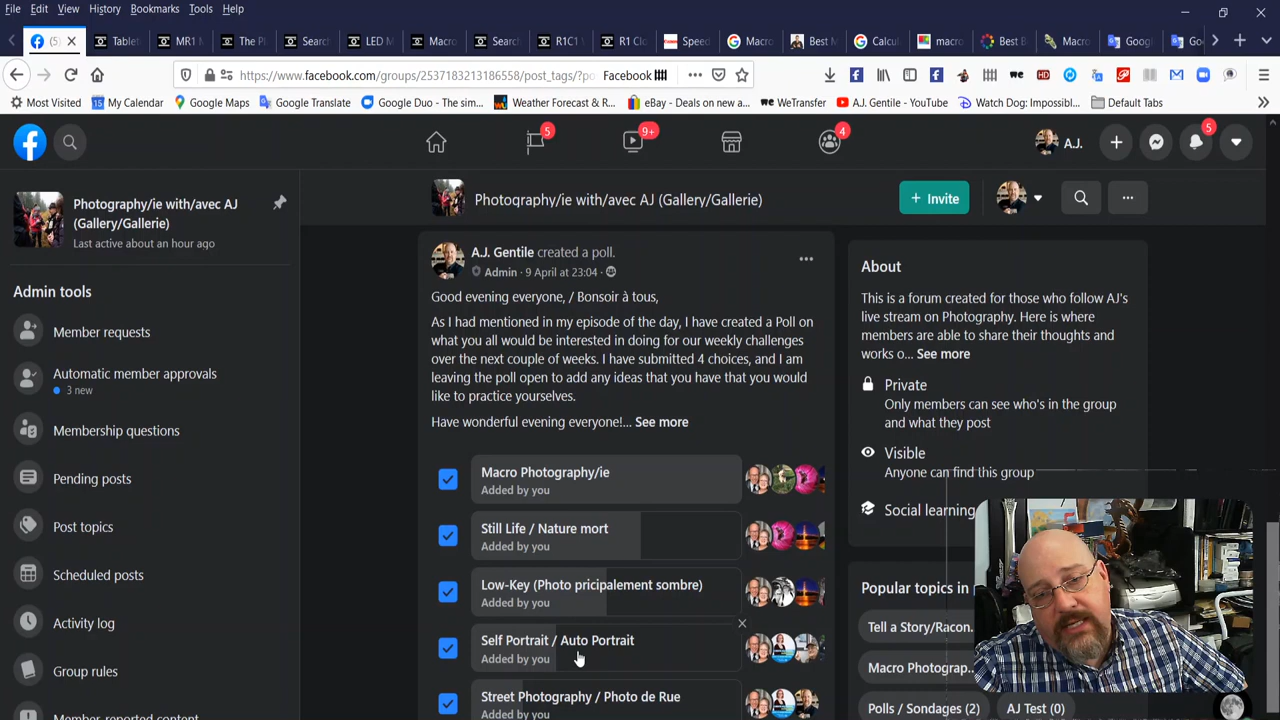 File Edit View History Bookmarks Tools Help
(5) Tablet MR1 M The P Search LED M Macro Search R1C1 R1 Clo Speed Macro Best M Calcul macro Best B Macro Googl Goo
https://www.facebook.com/groups/2537183213186558/post_tags/?po Facebook
Most Visited My Calendar Google Maps Google Translate Google Duo - The sim... Weather Forecast & R... eBay - Deals on new a... WeTransfer A.J. Gentile - YouTube Watch Dog: Impossibl... Default Tabs
5 9+ 4 A.J. 5
Photography/ie with/avec AJ
(Gallery/Gallerie)
Last active about an hour ago
Admin tools
Member requests
Automatic member approvals
3 new
Membership questions
Pending posts
Post topics
Scheduled posts
Activity log
Group rules
Member-reported content
Photography/ie with/avec AJ (Gallery/Gallerie)
+ Invite
A.J. Gentile created a poll.
Admin · 9 April at 23:04 ·
Good evening everyone, / Bonsoir à tous,
As I had mentioned in my episode of the day, I have created a Poll on
what you all would be interested in doing for our weekly challenges
over the next couple of weeks. I have submitted 4 choices, and I am
leaving the poll open to add any ideas that you have that you would
like to practice yourselves.
Have wonderful evening everyone!... See more
Macro Photography/ie
Added by you
Still Life / Nature mort
Added by you
Low-Key (Photo pricipalement sombre)
Added by you
Self Portrait / Auto Portrait
Added by you
Street Photography / Photo de Rue
Added by you
About
This is a forum created for those who follow AJ's
live stream on Photography. Here is where
members are able to share their thoughts and
works o... See more
Private
Only members can see who's in the group
and what they post
Visible
Anyone can find this group
Social learning
Popular topics in
Tell a Story/Racon.
Macro Photograp..
Polls / Sondages (2) AJ Test (0)